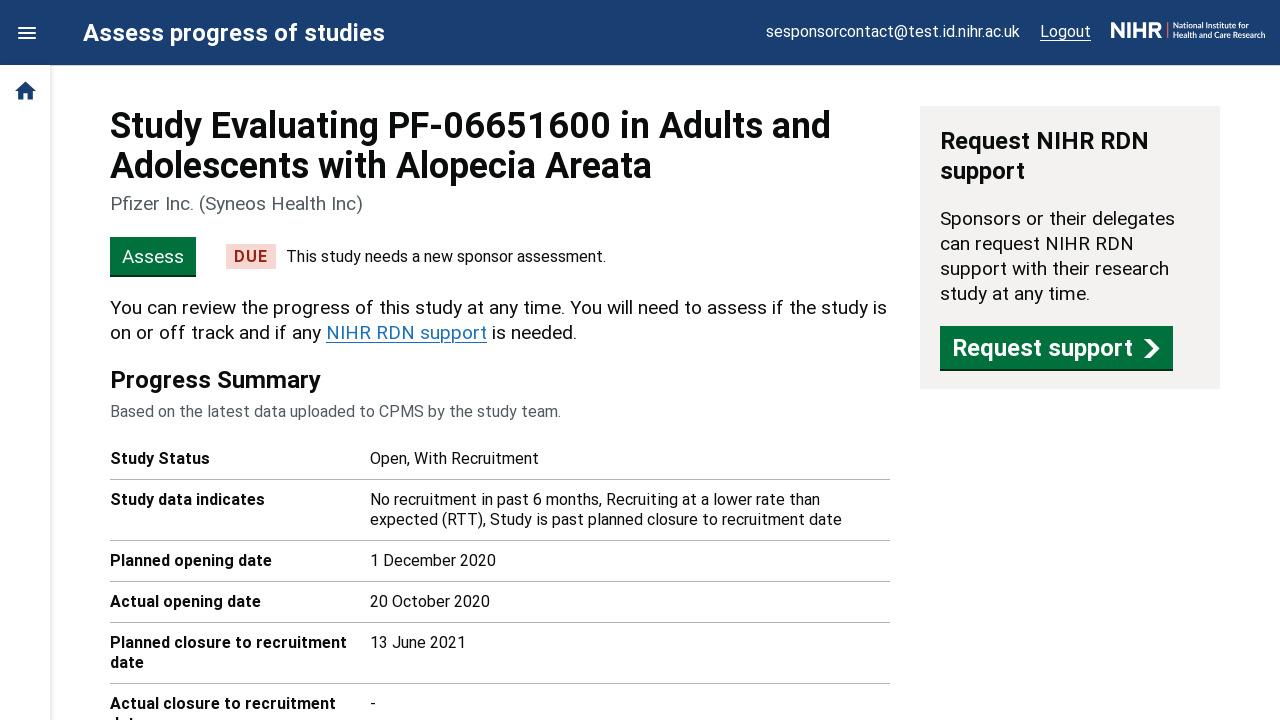 Assess progress of studies
sesponsorcontact@test.id.nihr.ac.uk
Logout
NIHR
National Institute for
Health and Care Research
Study Evaluating PF-06651600 in Adults and
Adolescents with Alopecia Areata
Pfizer Inc. (Syneos Health Inc)
Assess
DUE
This study needs a new sponsor assessment.
You can review the progress of this study at any time. You will need to assess if the study is
on or off track and if any NIHR RDN support is needed.
Progress Summary
Based on the latest data uploaded to CPMS by the study team.
Study Status
Open, With Recruitment
Study data indicates
No recruitment in past 6 months, Recruiting at a lower rate than
expected (RTT), Study is past planned closure to recruitment date
Planned opening date
1 December 2020
Actual opening date
20 October 2020
Planned closure to recruitment
date
13 June 2021
Actual closure to recruitment
-
Request NIHR RDN
support
Sponsors or their delegates
can request NIHR RDN
support with their research
study at any time.
Request support